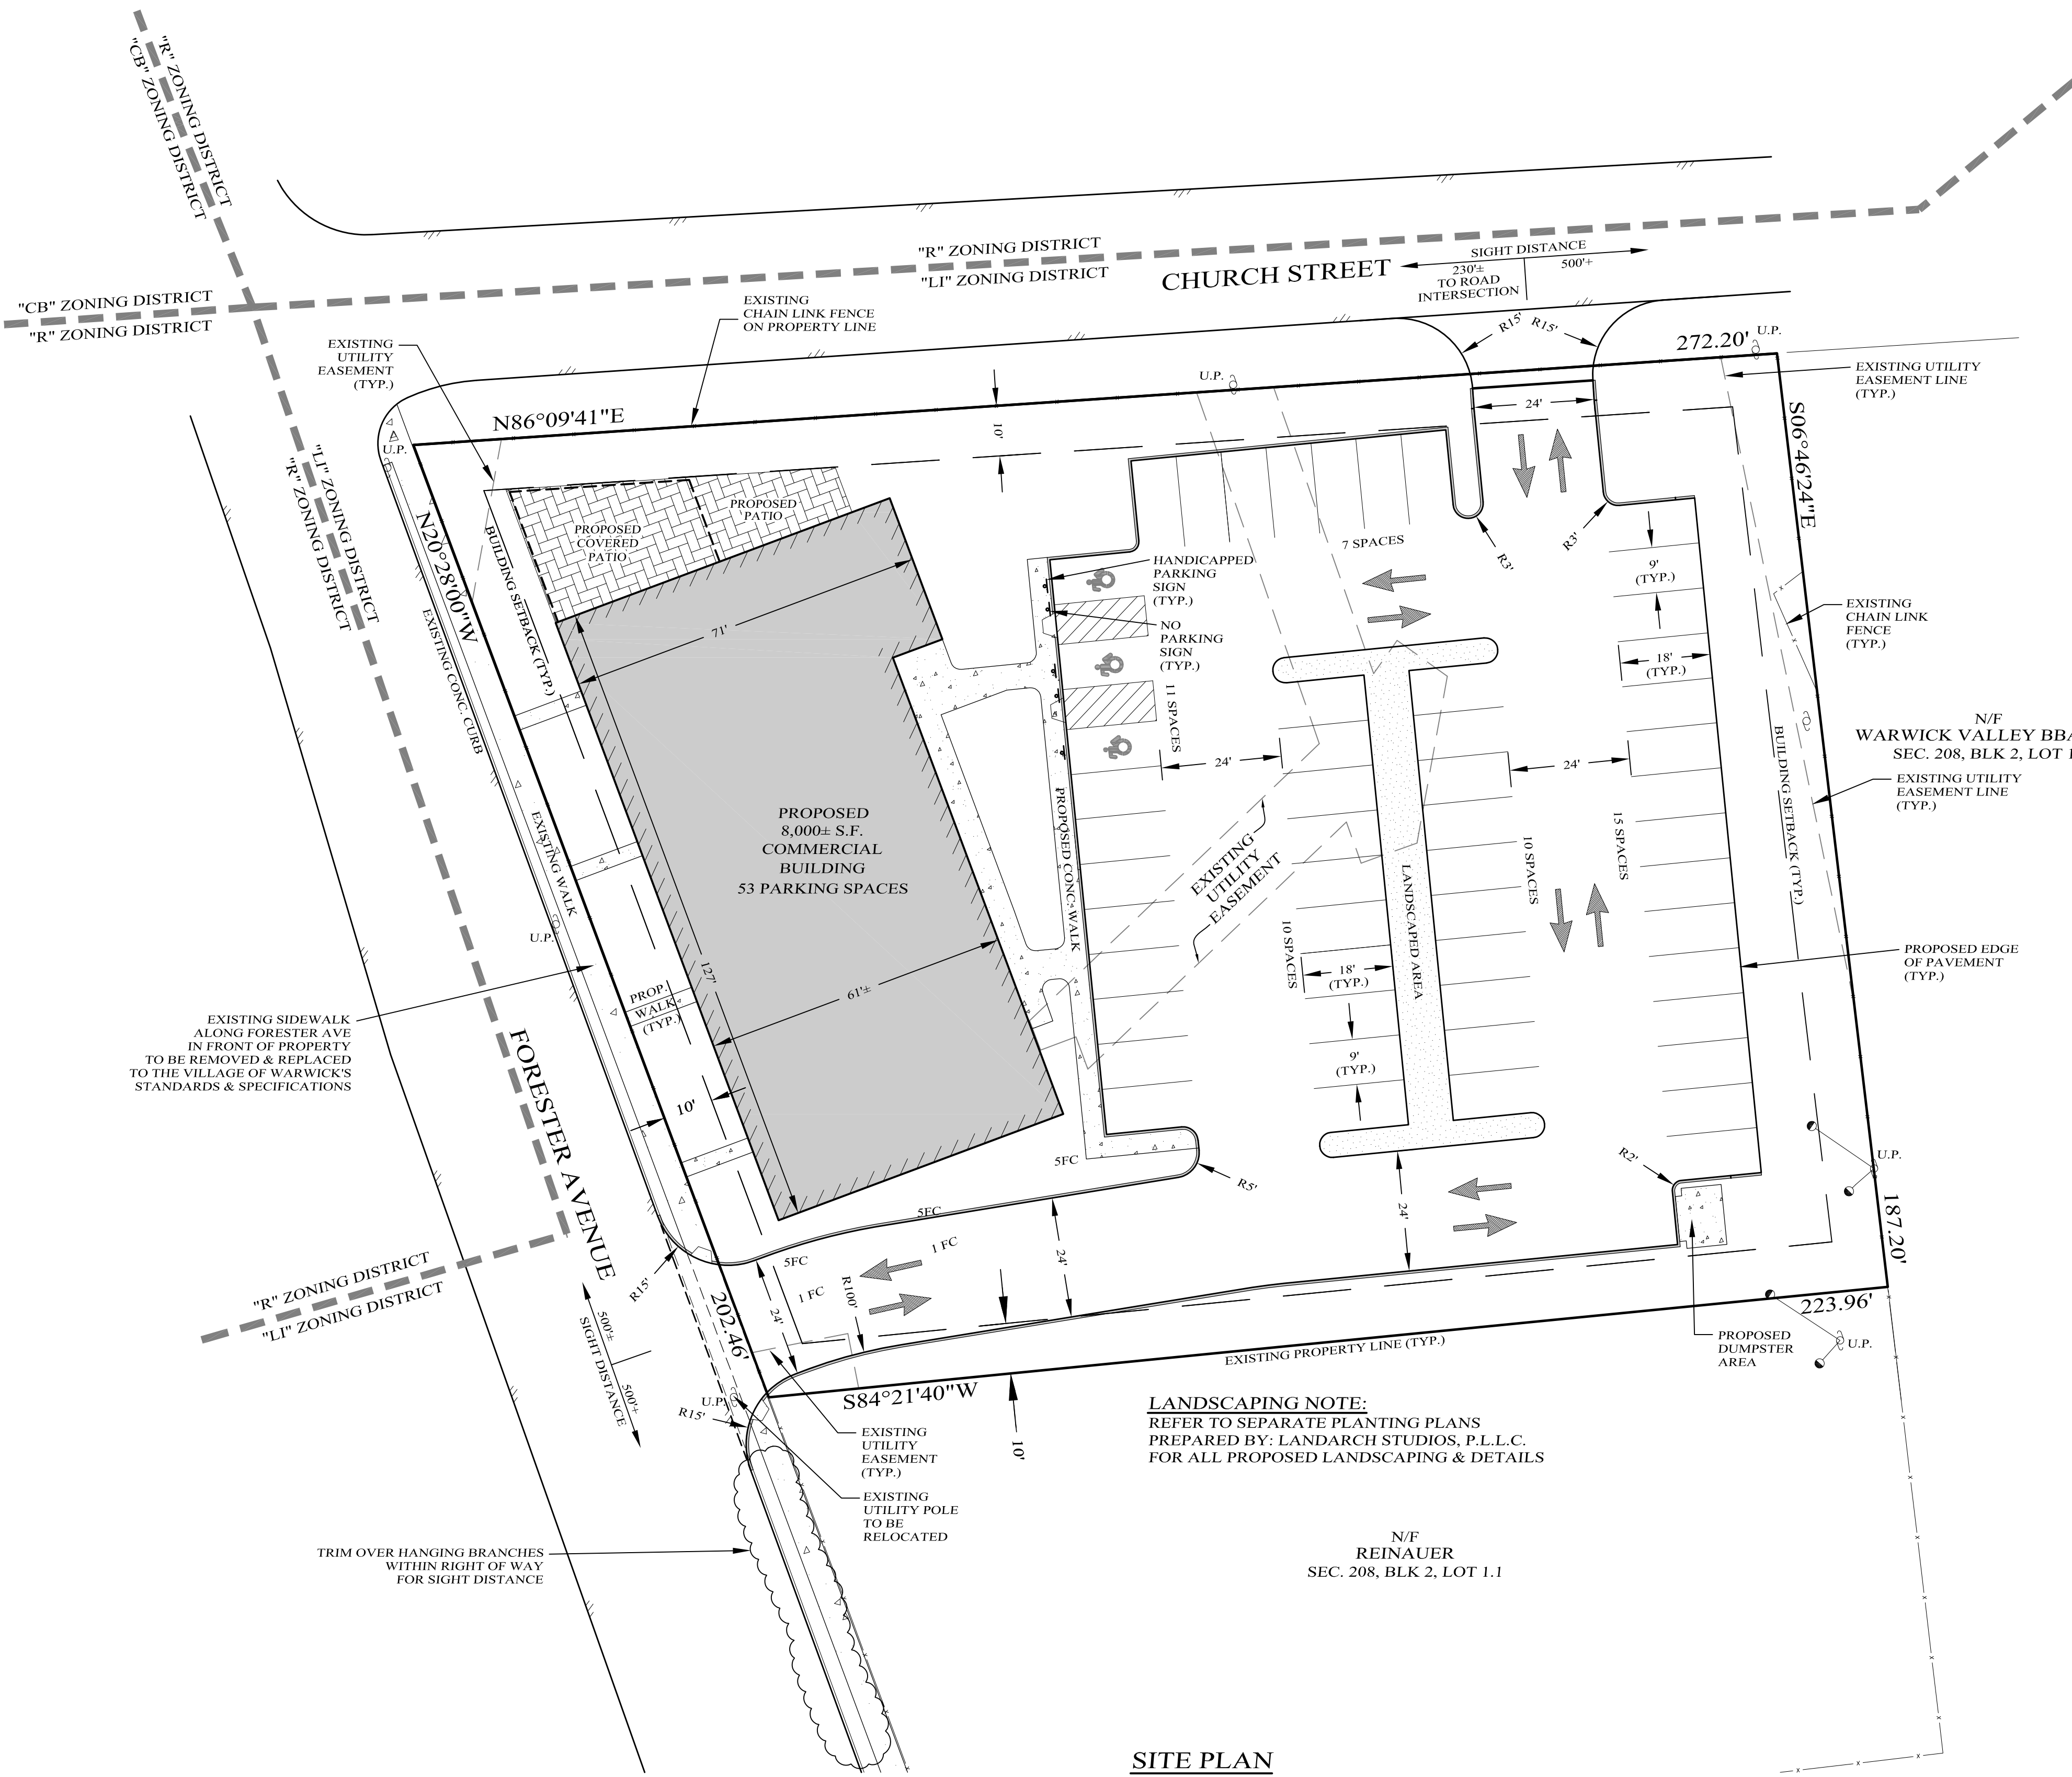 "R" ZONING DISTRICT
"CB" ZONING DISTRICT
"R" ZONING DISTRICT
"LI" ZONING DISTRICT
CHURCH STREET
SIGHT DISTANCE
230'±
TO ROAD
INTERSECTION
500'+
"CB" ZONING DISTRICT
"R" ZONING DISTRICT
EXISTING
CHAIN LINK FENCE
ON PROPERTY LINE
EXISTING
UTILITY
EASEMENT
(TYP.)
R15'
R15'
272.20'
U.P.
EXISTING UTILITY
EASEMENT LINE
(TYP.)
U.P.
24'
N86°09'41"E
10'
S06°46'24"E
U.P.
"LI" ZONING DISTRICT
"R" ZONING DISTRICT
N20°28'00"W
BUILDING SETBACK (TYP.)
PROPOSED
COVERED
PATIO
PROPOSED
PATIO
7 SPACES
R3'
R3'
HANDICAPPED
PARKING
SIGN
(TYP.)
NO
PARKING
SIGN
(TYP.)
9'
(TYP.)
18'
(TYP.)
EXISTING
CHAIN LINK
FENCE
(TYP.)
71'
EXISTING CONC. CURB
11 SPACES
24'
24'
N/F
WARWICK VALLEY BBA
SEC. 208, BLK 2, LOT 1
BUILDING SETBACK (TYP.)
EXISTING UTILITY
EASEMENT LINE
(TYP.)
PROPOSED
8,000± S.F.
COMMERCIAL
BUILDING
53 PARKING SPACES
PROPOSED CONC. WALK
EXISTING
UTILITY
EASEMENT
EXISTING WALK
U.P.
LANDSCAPED AREA
10 SPACES
10 SPACES
15 SPACES
18'
(TYP.)
9'
(TYP.)
PROPOSED EDGE
OF PAVEMENT
(TYP.)
127'
61'±
PROP.
WALK
(TYP.)
10'
EXISTING SIDEWALK
ALONG FORESTER AVE
IN FRONT OF PROPERTY
TO BE REMOVED & REPLACED
TO THE VILLAGE OF WARWICK'S
STANDARDS & SPECIFICATIONS
FORESTER AVENUE
5FC
R5'
R2'
U.P.
5FC
5FC
1 FC
1 FC
24'
24'
24'
R100'
187.20'
R15'
202.46'
"R" ZONING DISTRICT
"LI" ZONING DISTRICT
500'±
SIGHT DISTANCE
500'+
223.96'
U.P.
PROPOSED
DUMPSTER
AREA
EXISTING PROPERTY LINE (TYP.)
S84°21'40"W
U.P.
R15'
10'
EXISTING
UTILITY
EASEMENT
(TYP.)
EXISTING
UTILITY POLE
TO BE
RELOCATED
LANDSCAPING NOTE:
REFER TO SEPARATE PLANTING PLANS
PREPARED BY: LANDARCH STUDIOS, P.L.L.C.
FOR ALL PROPOSED LANDSCAPING & DETAILS
TRIM OVER HANGING BRANCHES
WITHIN RIGHT OF WAY
FOR SIGHT DISTANCE
N/F
REINAUER
SEC. 208, BLK 2, LOT 1.1
SITE PLAN